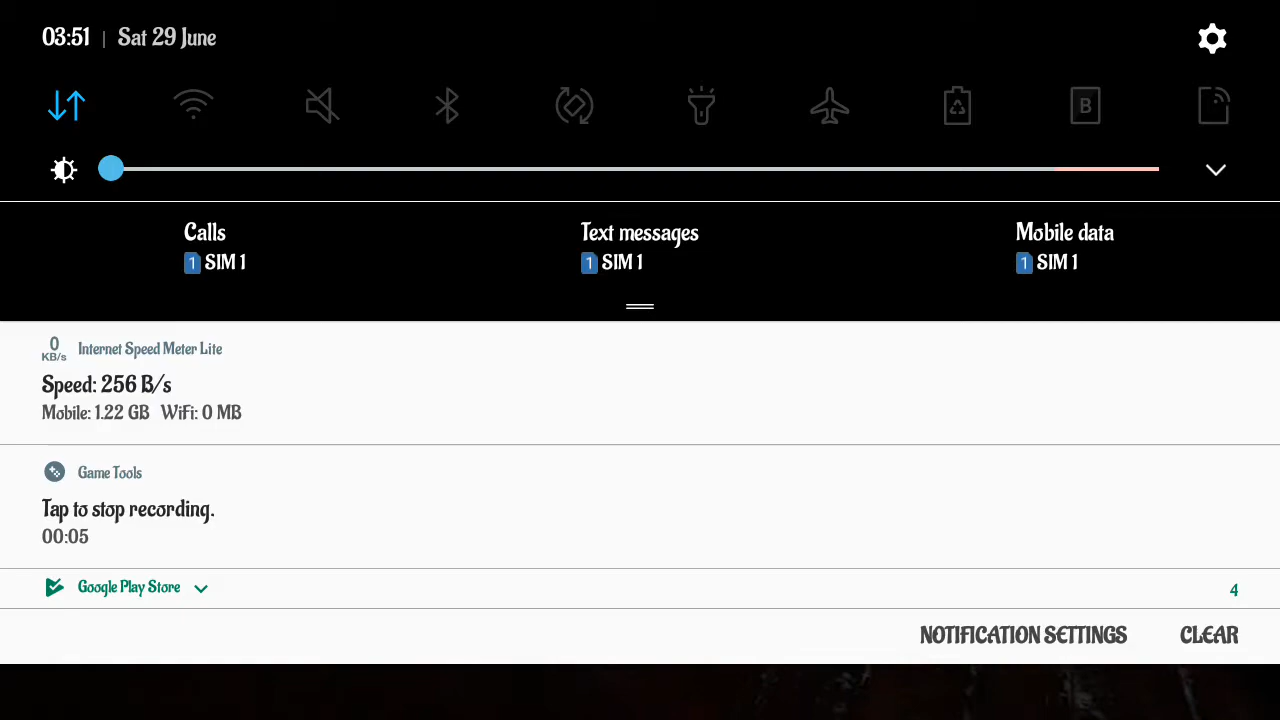 03:51 | Sat 29 June
B
Calls
1 SIM 1
Text messages
1 SIM 1
Mobile data
1 SIM 1
0 KB/s Internet Speed Meter Lite
Speed: 256 B/s
Mobile: 1.22 GB WiFi: 0 MB
Game Tools
Tap to stop recording.
00:05
Google Play Store 4
NOTIFICATION SETTINGS CLEAR